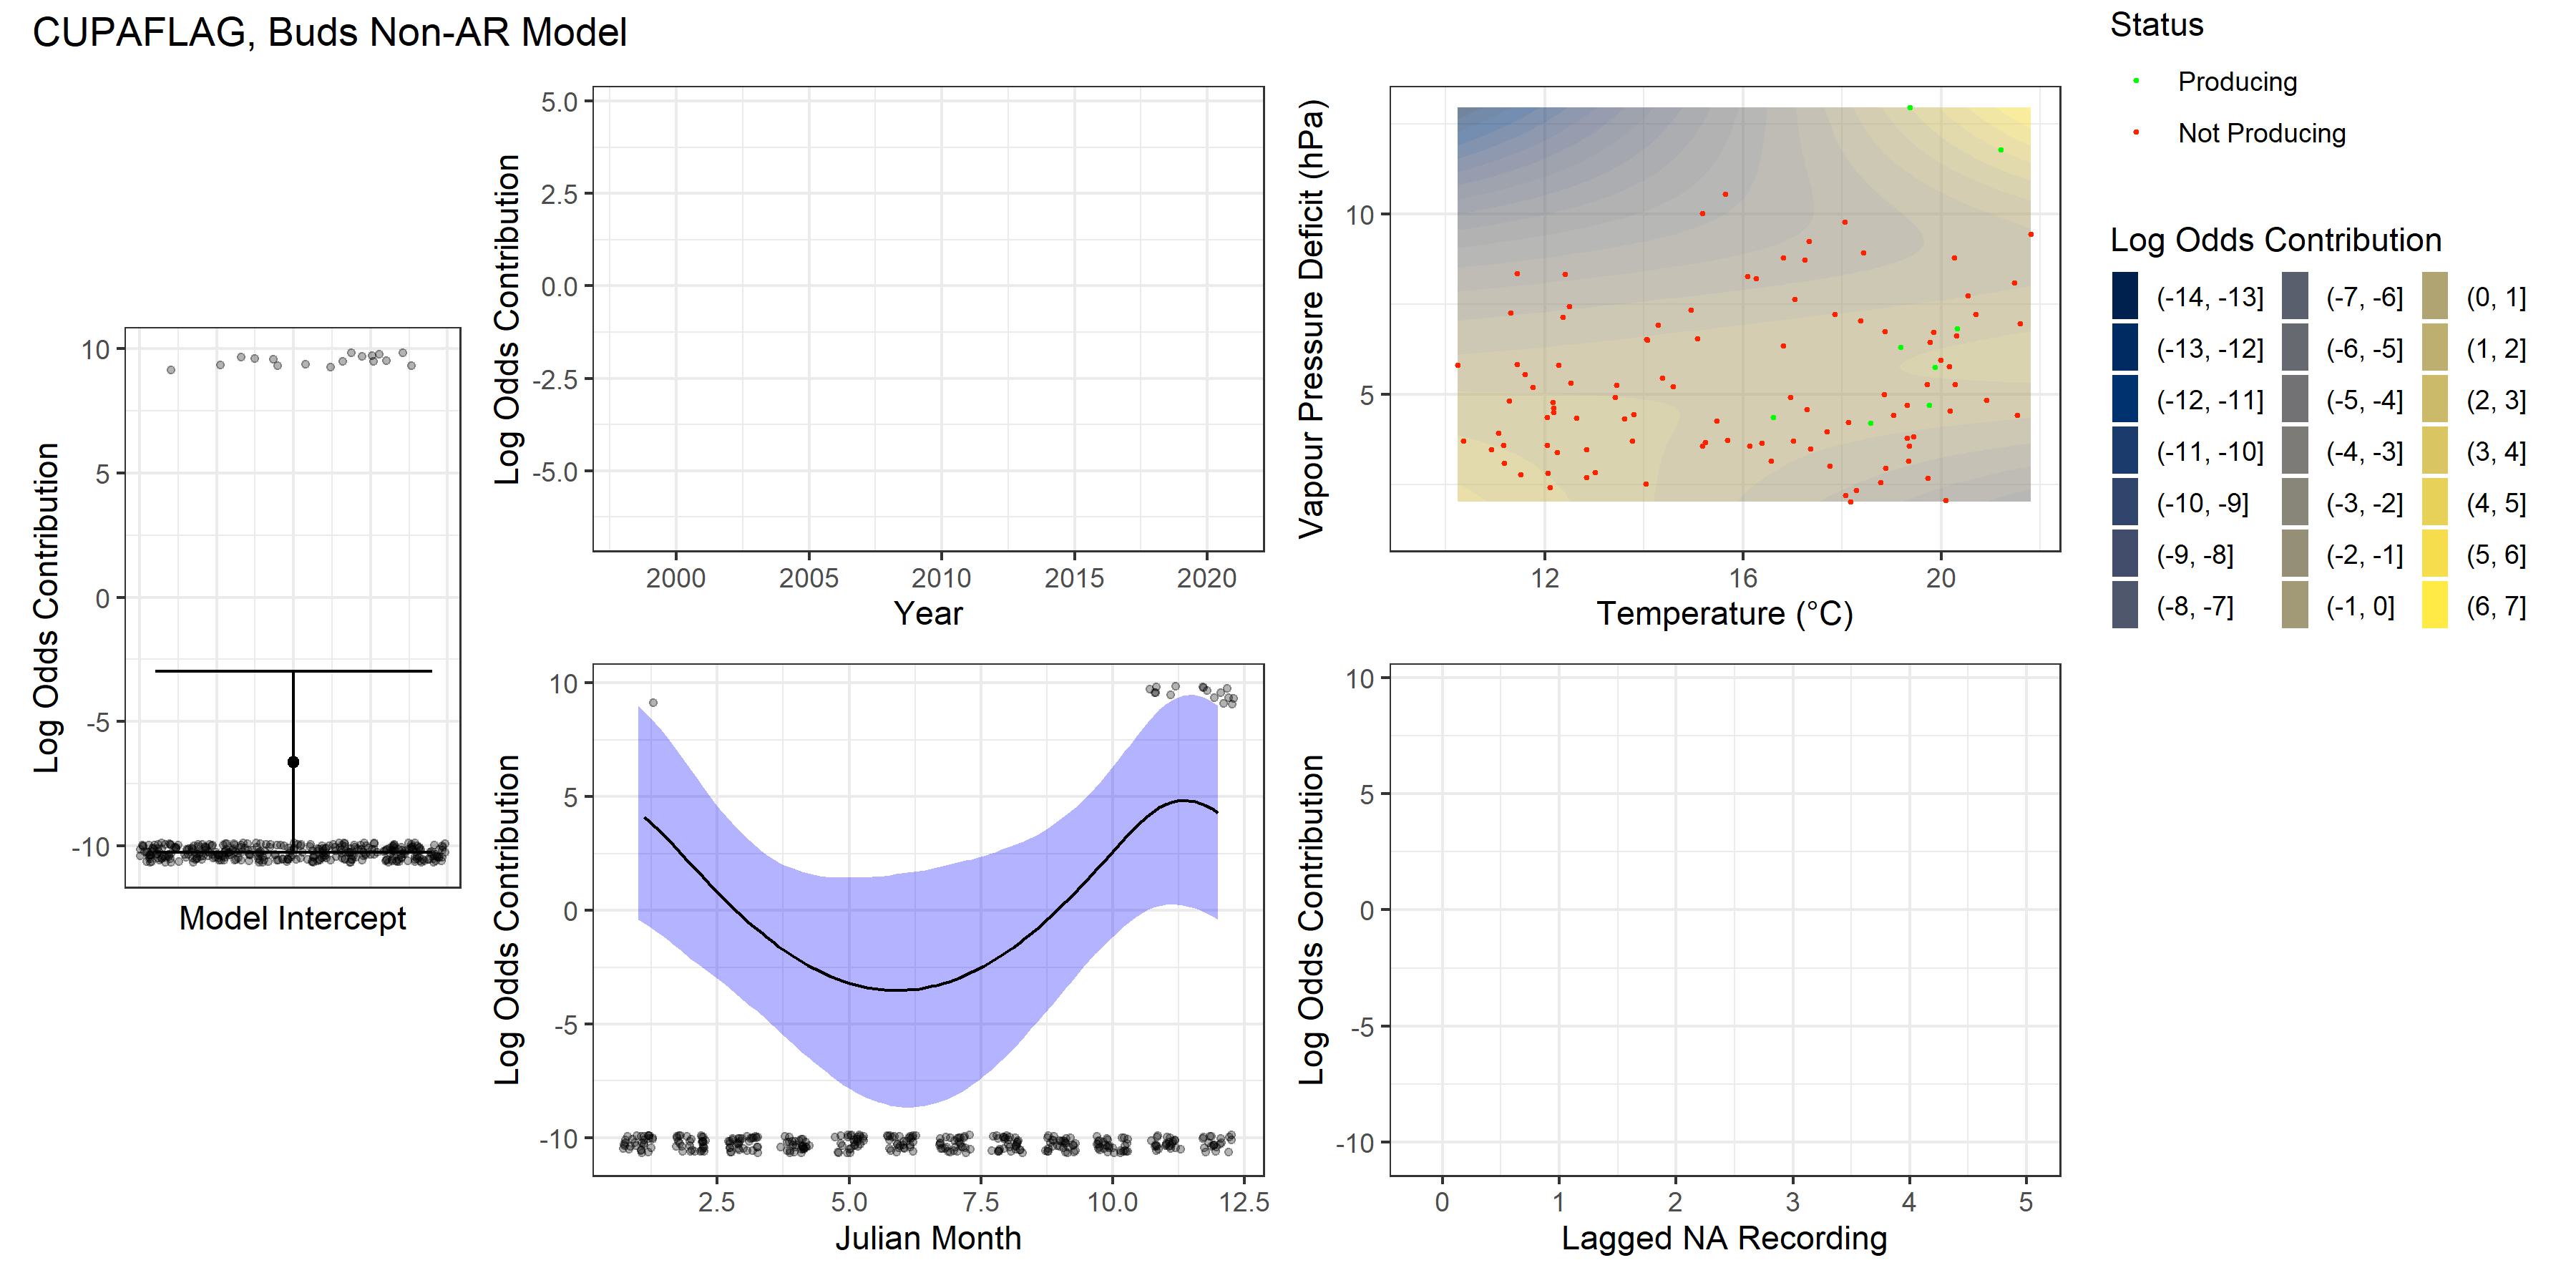 CUPAFLAG, Buds Non-AR Model
Log Odds Contribution
10
5
0
-5
-10
Model Intercept
Log Odds Contribution
5.0
2.5
0.0
-2.5
-5.0
2000 2005 2010 2015 2020
Year
Vapour Pressure Deficit (hPa)
10
5
12 16 20
Temperature (°C)
Log Odds Contribution
10
5
0
-5
-10
2.5 5.0 7.5 10.0 12.5
Julian Month
Log Odds Contribution
10
5
0
-5
-10
0 1 2 3 4 5
Lagged NA Recording
Status
Producing
Not Producing
Log Odds Contribution
(-14, -13] (-7, -6] (0, 1]
(-13, -12] (-6, -5] (1, 2]
(-12, -11] (-5, -4] (2, 3]
(-11, -10] (-4, -3] (3, 4]
(-10, -9] (-3, -2] (4, 5]
(-9, -8] (-2, -1] (5, 6]
(-8, -7] (-1, 0] (6, 7]